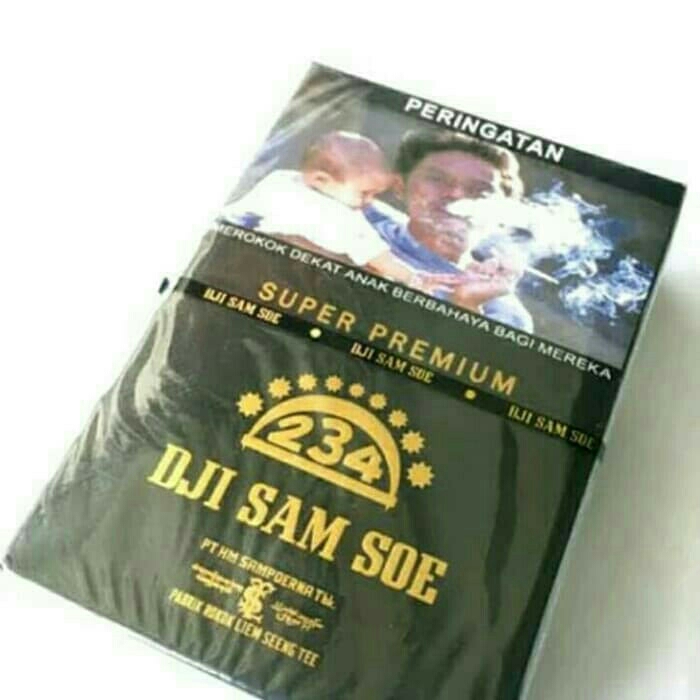 PERINGATAN
MEROKOK DEKAT ANAK BERBAHAYA BAGI MEREKA
SUPER PREMIUM
DJI SAM SOE
DJI SAM SOE
DJI SAM SOE
234
DJI SAM SOE
PT HM SAMPOERNA Tbk.
PABRIK ROKOK LIEM SEENG TEE